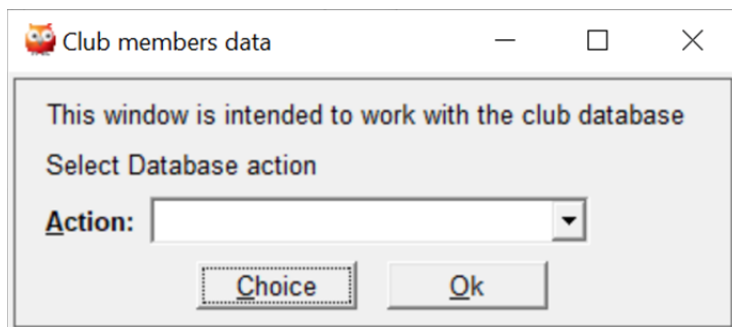 Club members data
This window is intended to work with the club database
Select Database action
Action:
Choice Ok